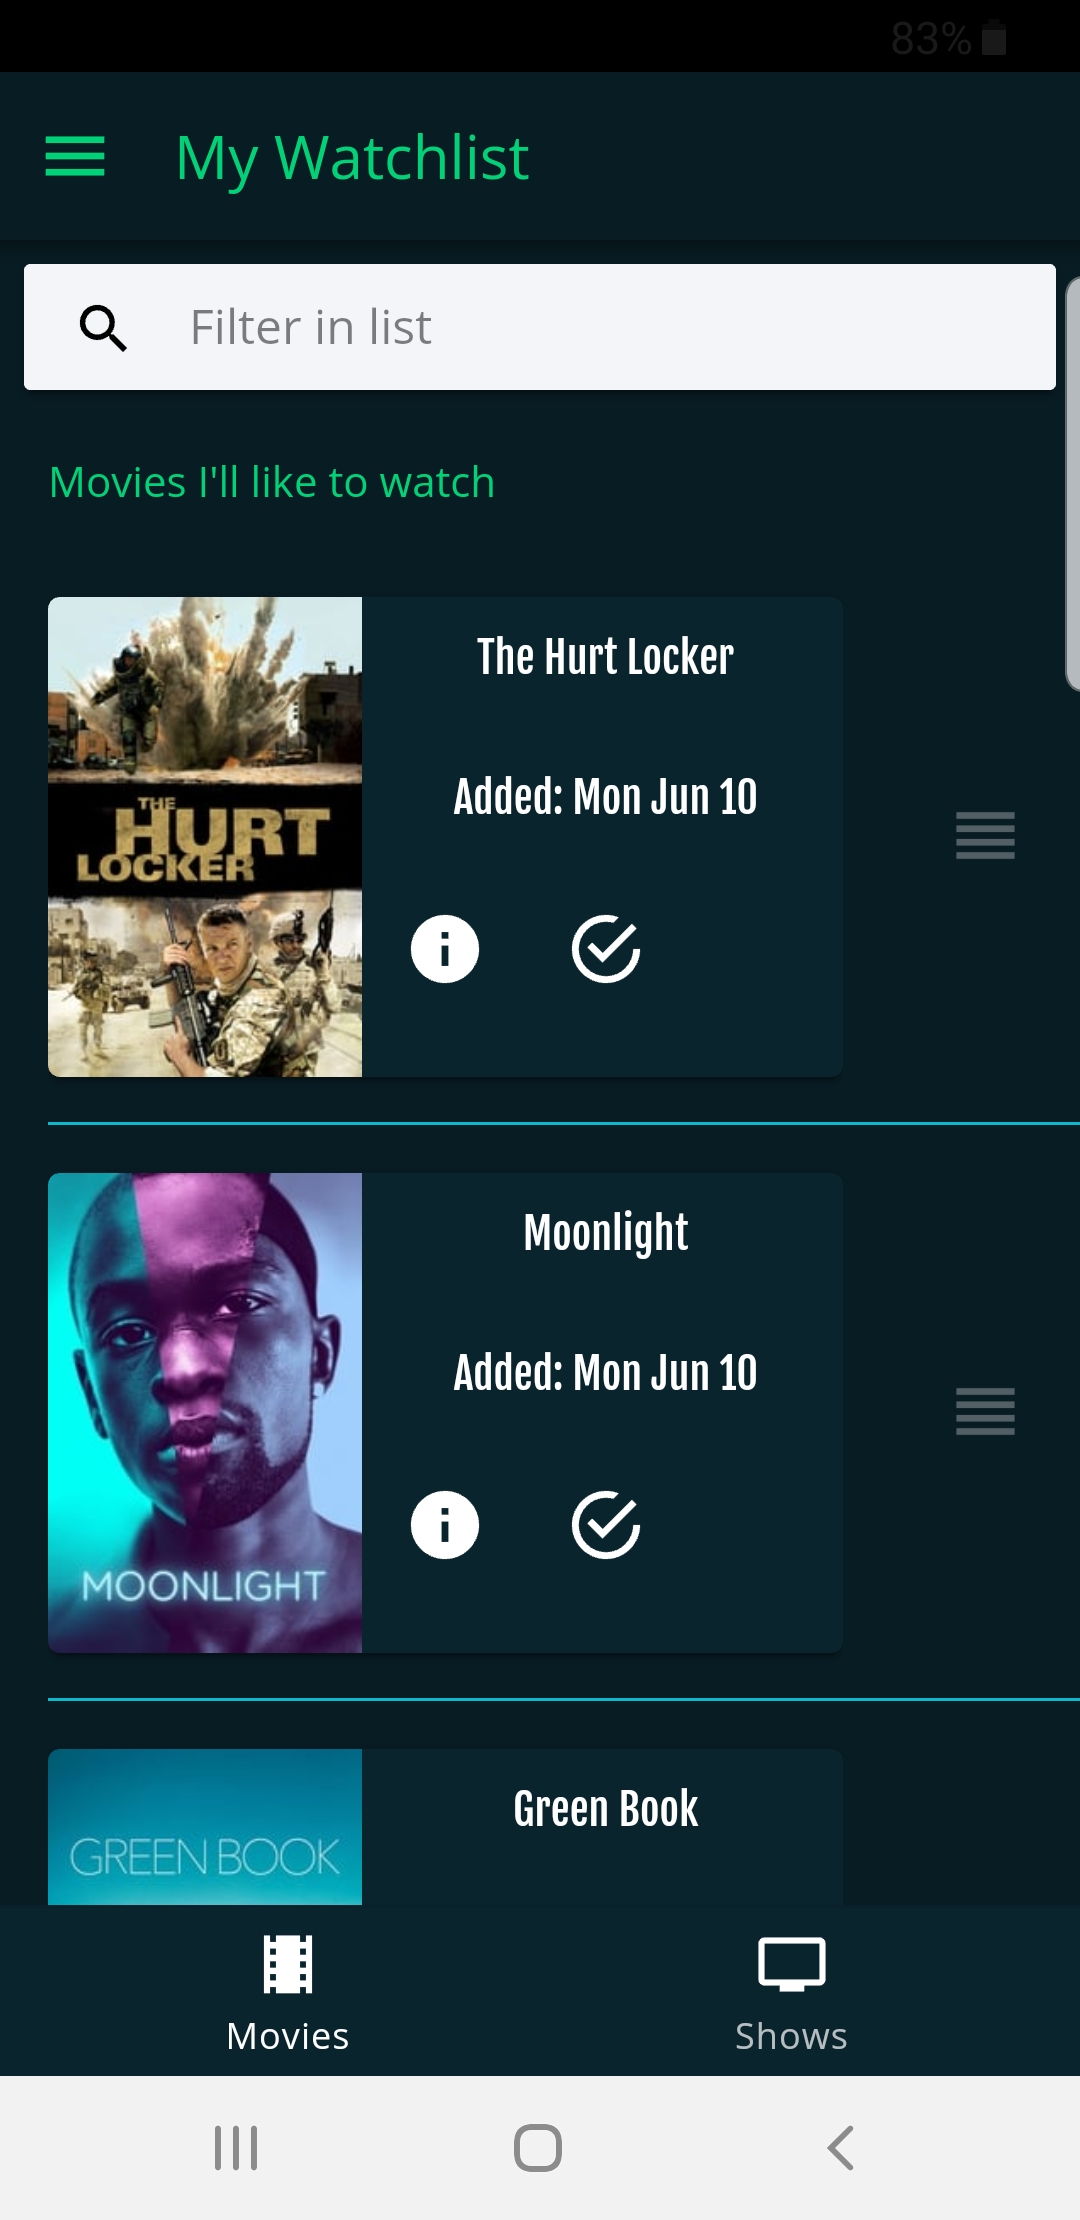 83%
My Watchlist
Filter in list
Movies I'll like to watch
The Hurt Locker
Added: Mon Jun 10
THE
HURT
LOCKER
Moonlight
Added: Mon Jun 10
MOONLIGHT
Green Book
GREEN BOOK
Movies
Shows